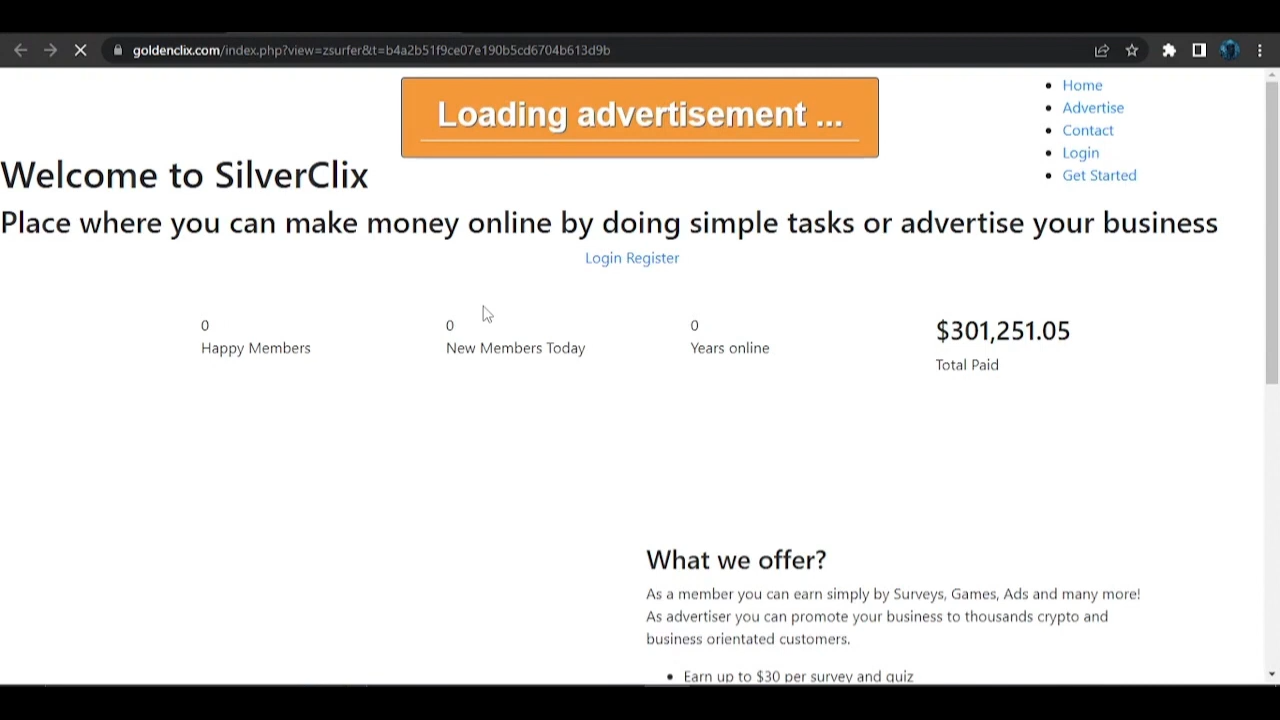 goldenclix.com/index.php?view=zsurfer&t=b4a2b51f9ce07e190b5cd6704b613d9b
Loading advertisement ...
Home
Advertise
Contact
Login
Get Started
Welcome to SilverClix
Place where you can make money online by doing simple tasks or advertise your business
Login Register
0
Happy Members
0
New Members Today
0
Years online
$301,251.05
Total Paid
What we offer?
As a member you can earn simply by Surveys, Games, Ads and many more!
As advertiser you can promote your business to thousands crypto and
business orientated customers.
Earn up to $30 per survey and quiz